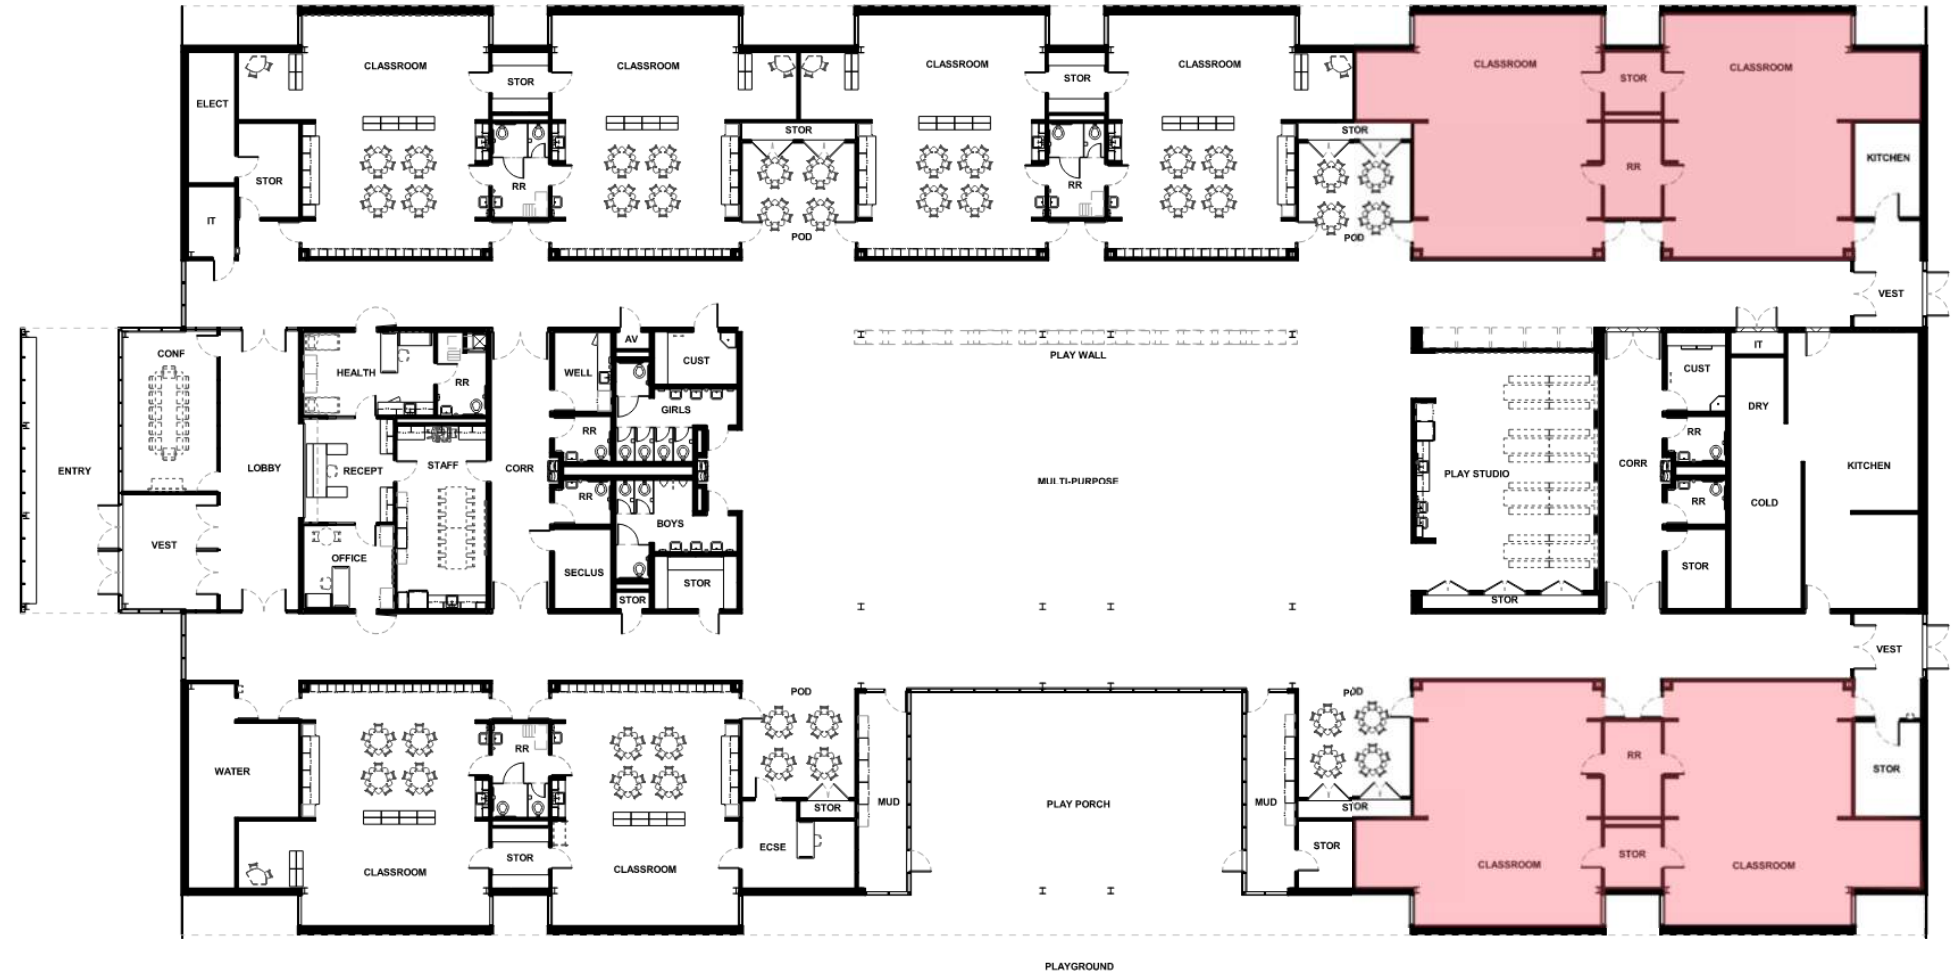 CLASSROOM
CLASSROOM
CLASSROOM
CLASSROOM
CLASSROOM
CLASSROOM
STOR
STOR
STOR
ELECT
STOR
STOR
KITCHEN
RR
STOR
RR
RR
IT
POD
POD
VEST
CONF
AV
PLAY WALL
IT
HEALTH
RR
WELL
CUST
CUST
GIRLS
DRY
RR
RR
ENTRY
LOBBY
RECEPT
STAFF
CORR
MULTI-PURPOSE
PLAY STUDIO
CORR
KITCHEN
RR
BOYS
RR
COLD
VEST
OFFICE
SECLUS
STOR
STOR
STOR
STOR
VEST
POD
POD
WATER
RR
RR
STOR
MUD
PLAY PORCH
MUD
STOR
STOR
ECSE
STOR
STOR
STOR
CLASSROOM
CLASSROOM
CLASSROOM
CLASSROOM
PLAYGROUND